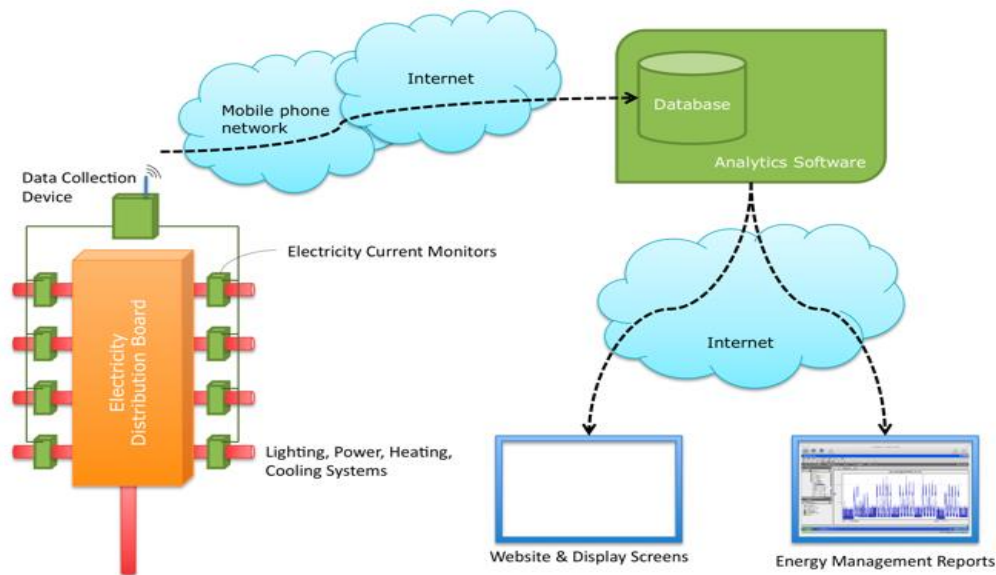 Internet
Mobile phone
network
Database
Analytics Software
Data Collection
Device
Electricity Current Monitors
Electricity
Distribution Board
Internet
Lighting, Power, Heating,
Cooling Systems
Website & Display Screens
Energy Management Reports